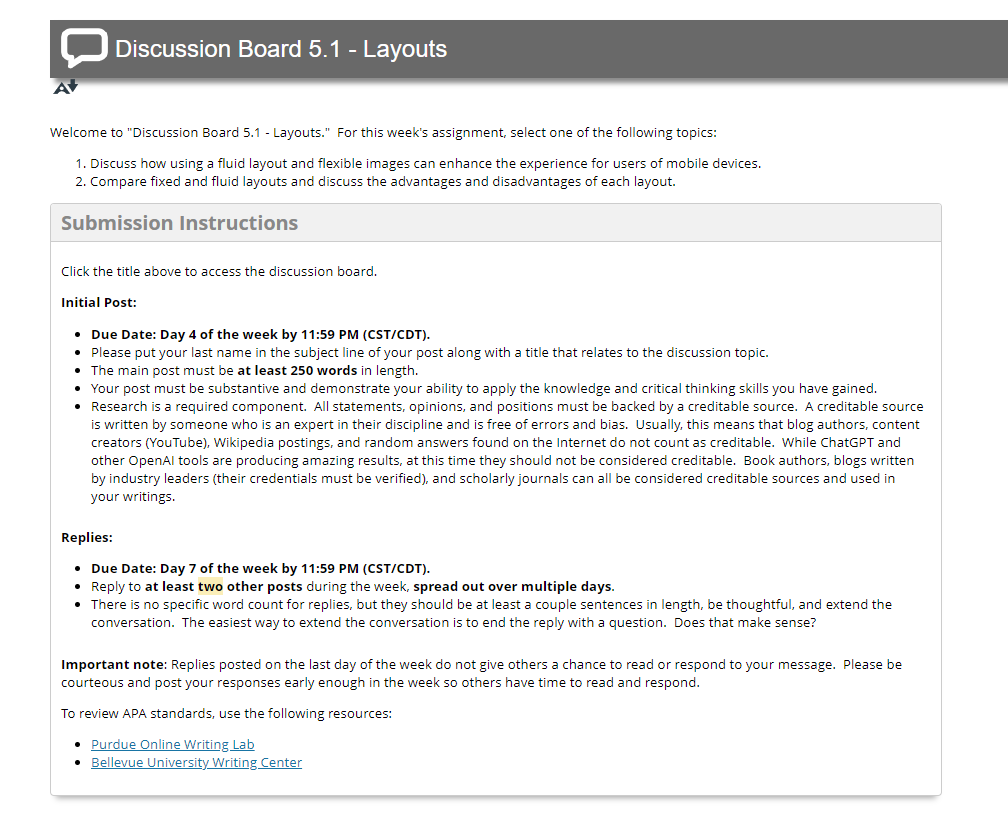 Discussion Board 5.1 - Layouts
A
Welcome to "Discussion Board 5.1 - Layouts."  For this week's assignment, select one of the following topics:
1. Discuss how using a fluid layout and flexible images can enhance the experience for users of mobile devices.
2. Compare fixed and fluid layouts and discuss the advantages and disadvantages of each layout.
Submission Instructions
Click the title above to access the discussion board.
Initial Post:
• Due Date: Day 4 of the week by 11:59 PM (CST/CDT).
• Please put your last name in the subject line of your post along with a title that relates to the discussion topic.
• The main post must be at least 250 words in length.
• Your post must be substantive and demonstrate your ability to apply the knowledge and critical thinking skills you have gained.
• Research is a required component.  All statements, opinions, and positions must be backed by a creditable source.  A creditable source
is written by someone who is an expert in their discipline and is free of errors and bias.  Usually, this means that blog authors, content
creators (YouTube), Wikipedia postings, and random answers found on the Internet do not count as creditable.  While ChatGPT and
other OpenAI tools are producing amazing results, at this time they should not be considered creditable.  Book authors, blogs written
by industry leaders (their credentials must be verified), and scholarly journals can all be considered creditable sources and used in
your writings.
Replies:
• Due Date: Day 7 of the week by 11:59 PM (CST/CDT).
• Reply to at least two other posts during the week, spread out over multiple days.
• There is no specific word count for replies, but they should be at least a couple sentences in length, be thoughtful, and extend the
conversation.  The easiest way to extend the conversation is to end the reply with a question.  Does that make sense?
Important note: Replies posted on the last day of the week do not give others a chance to read or respond to your message.  Please be
courteous and post your responses early enough in the week so others have time to read and respond.
To review APA standards, use the following resources:
• Purdue Online Writing Lab
• Bellevue University Writing Center